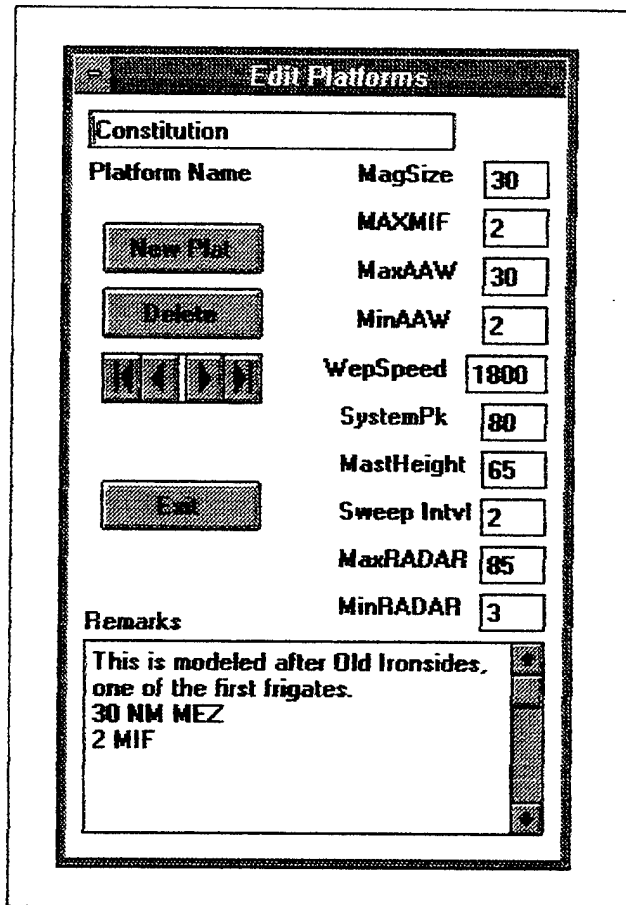 Edit Platforms
Constitution
Platform Name
MagSize 30
MAXMIF 2
New Plat
MaxAAW 30
Delete
MinAAW 2
WepSpeed 1800
SystemPk 80
MastHeight 65
Exit
Sweep Intvl 2
MaxRADAR 85
MinRADAR 3
Remarks
This is modeled after Old Ironsides,
one of the first frigates.
30 NM MEZ
2 MIF